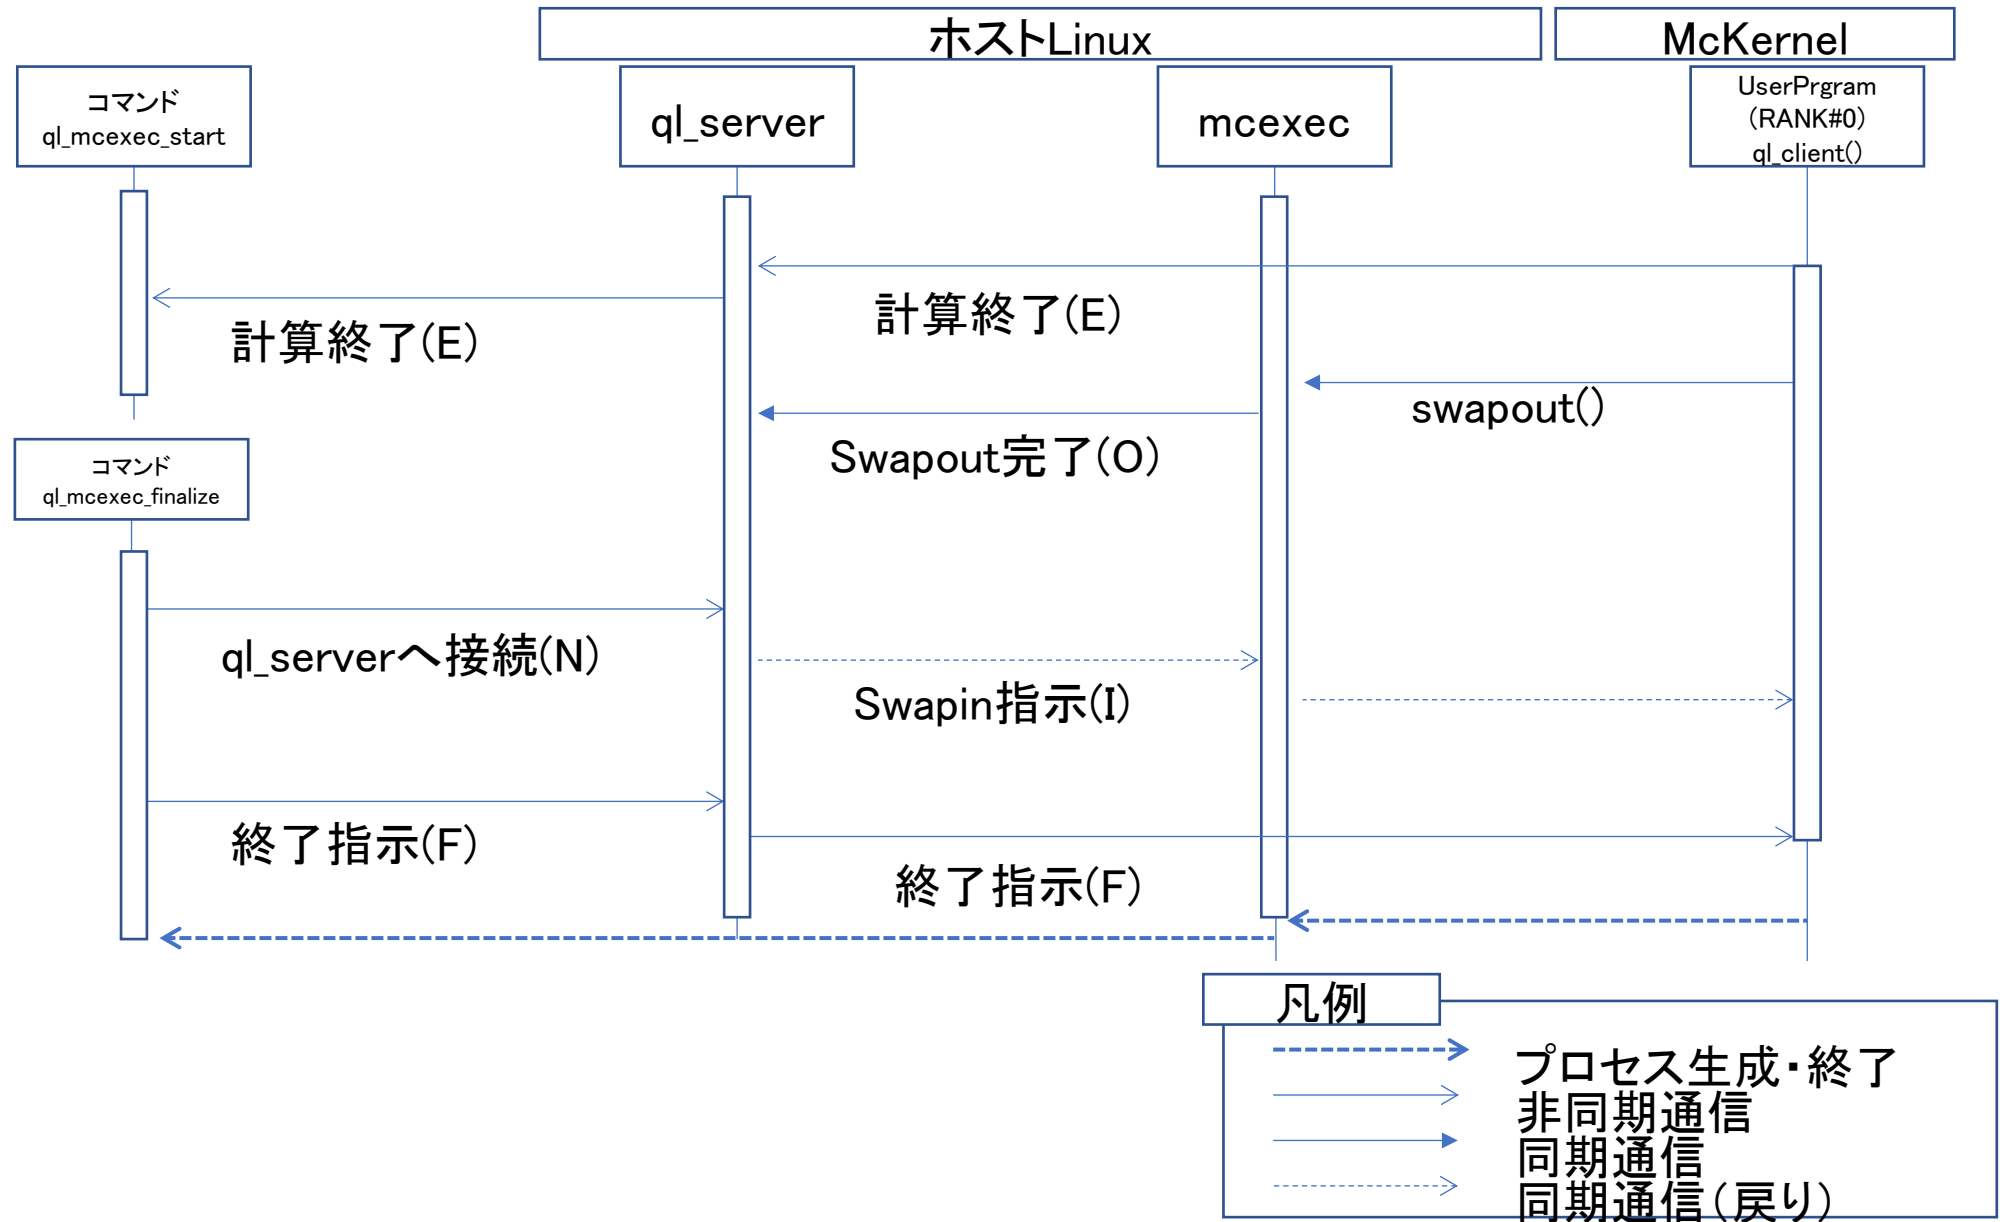 ホストLinux
McKernel
コマンド
ql_mcexec_start
ql_server
mcexec
UserPrgram
(RANK#0)
ql_client()
計算終了(E)
計算終了(E)
swapout()
Swapout完了(O)
コマンド
ql_mcexec_finalize
ql_serverへ接続(N)
Swapin指示(I)
終了指示(F)
終了指示(F)
凡例
プロセス生成・終了
非同期通信
同期通信
同期通信(戻り)